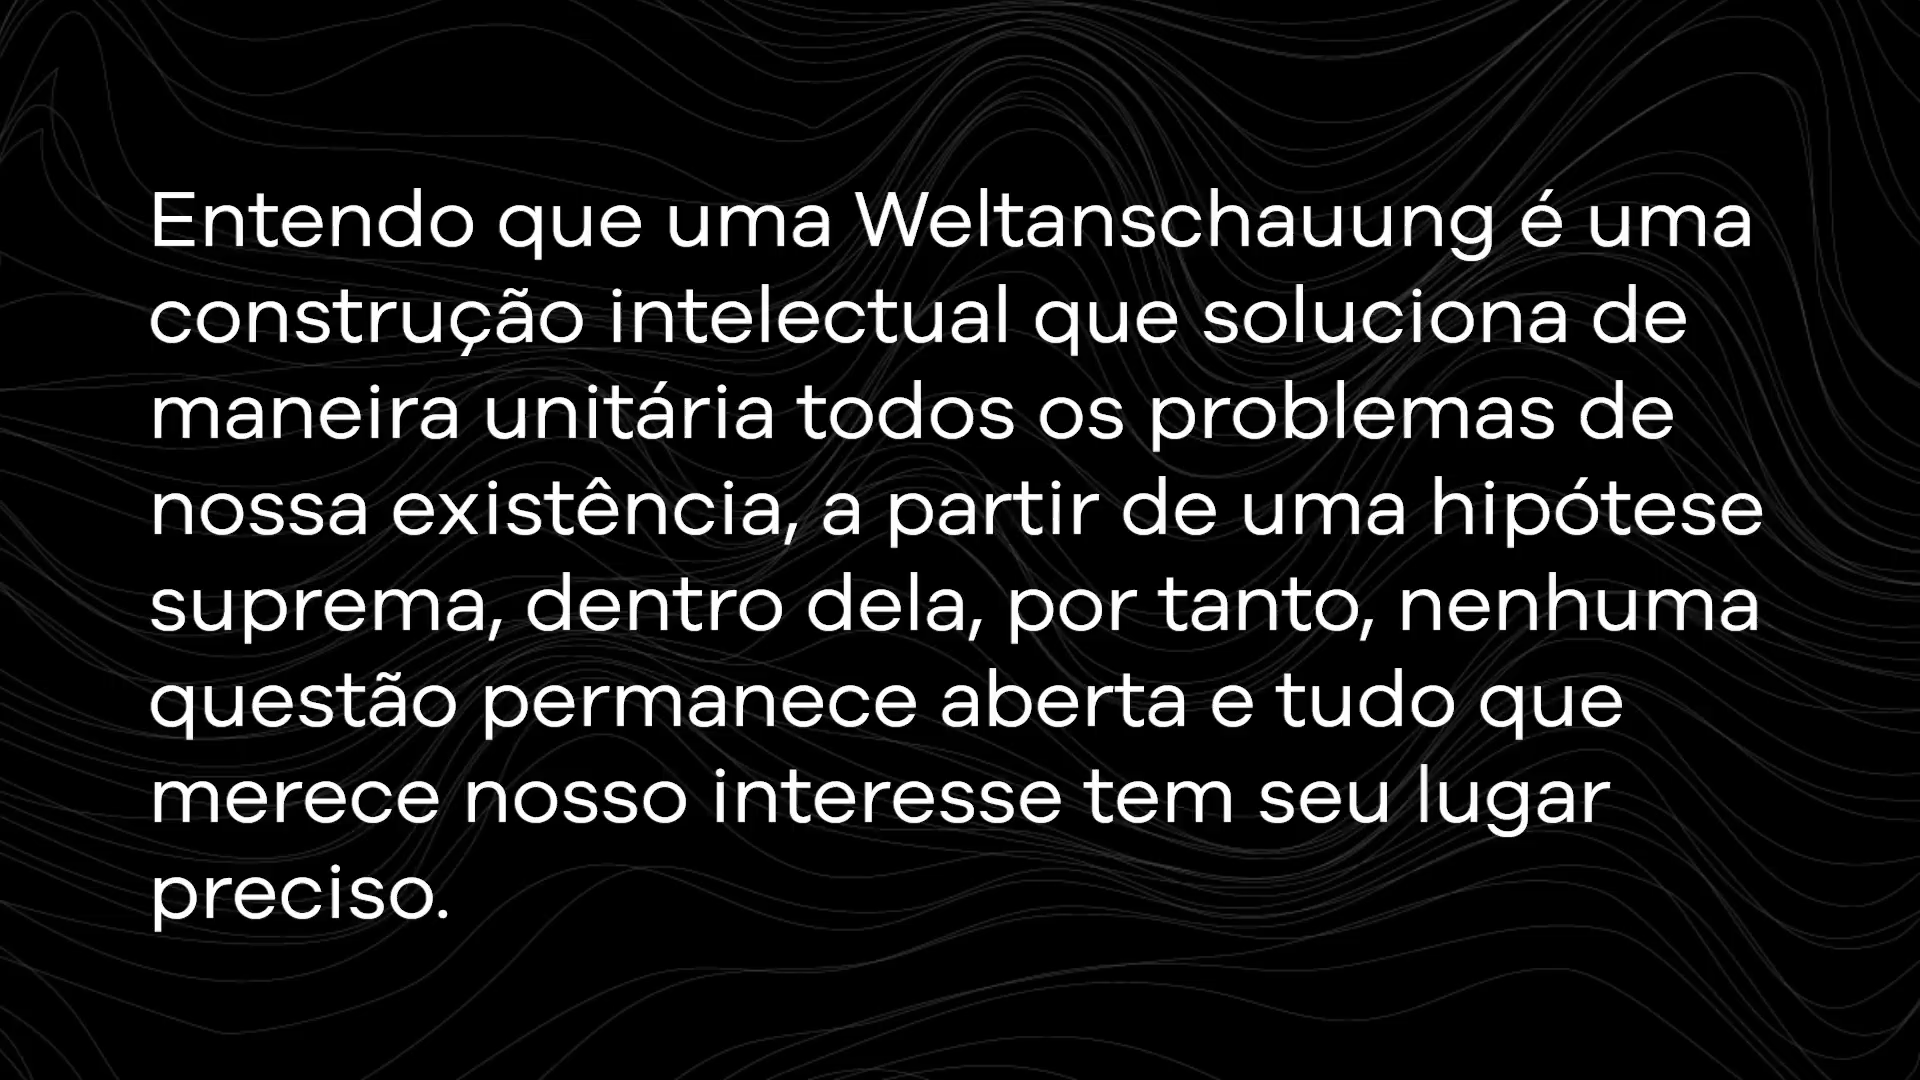 Entendo que uma Weltanschauung é uma
construção intelectual que soluciona de
maneira unitária todos os problemas de
nossa existência, a partir de uma hipótese
suprema, dentro dela, por tanto, nenhuma
questão permanece aberta e tudo que
merece nosso interesse tem seu lugar
preciso.